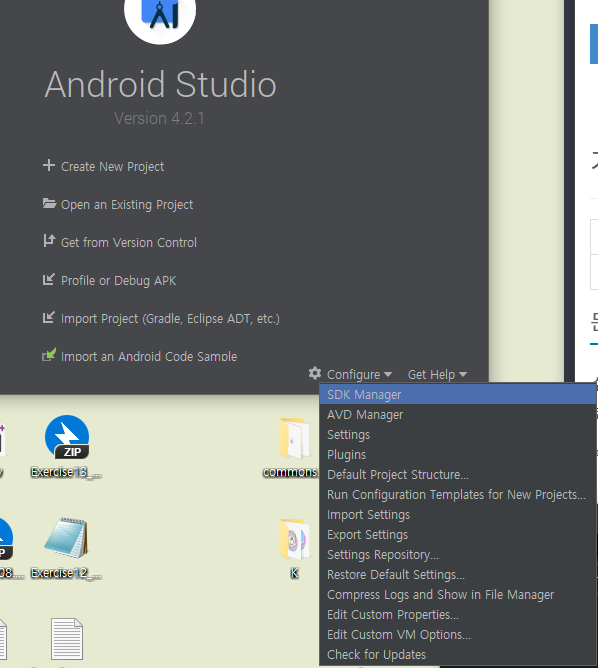 Android Studio
Version 4.2.1
Create New Project
Open an Existing Project
Get from Version Control
Profile or Debug APK
Import Project (Gradle, Eclipse ADT, etc.)
Import an Android Code Sample
Configure
Get Help
SDK Manager
AVD Manager
Settings
Plugins
Default Project Structure...
Run Configuration Templates for New Projects...
Import Settings
Export Settings
Settings Repository...
Restore Default Settings...
Compress Logs and Show in File Manager
Edit Custom Properties...
Edit Custom VM Options...
Check for Updates
ZIP
Exercise13_...
commons.
08...
Exercise12_...
K